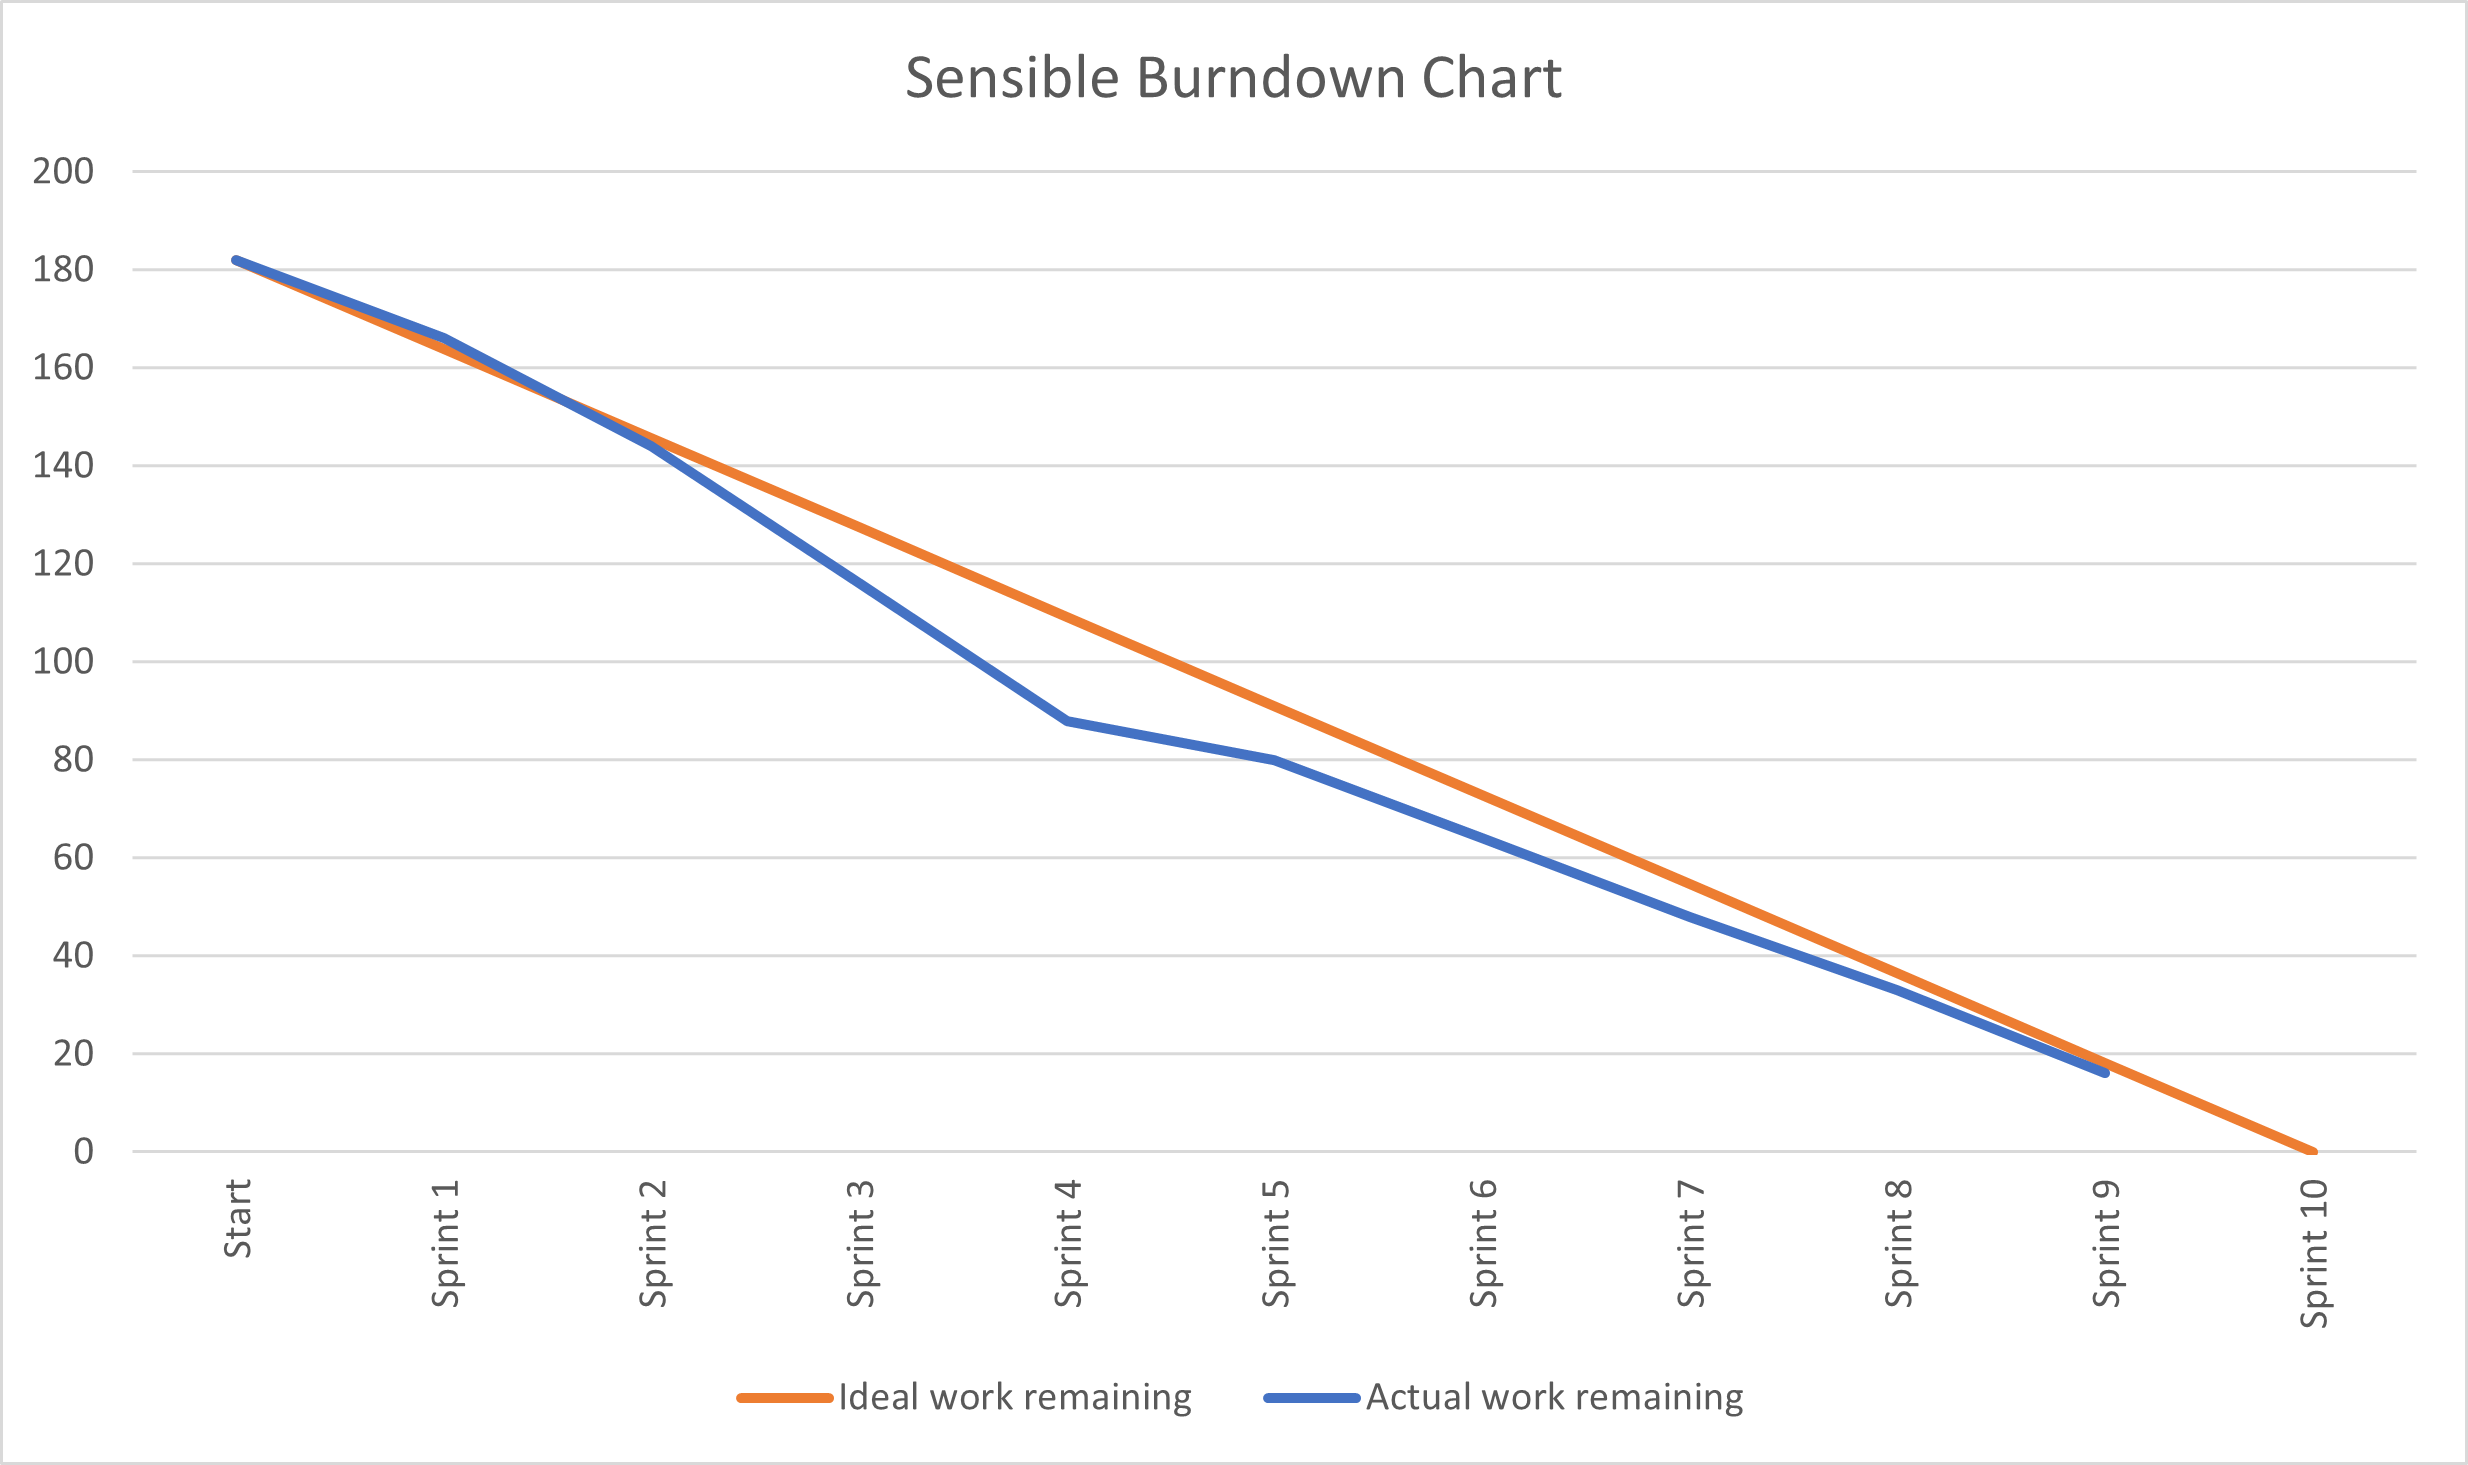 Sensible Burndown Chart
200
180
160
140
120
100
80
60
40
20
0
Start
Sprint 1
Sprint 2
Sprint 3
Sprint 4
Sprint 5
Sprint 6
Sprint 7
Sprint 8
Sprint 9
Sprint 10
Ideal work remaining
Actual work remaining